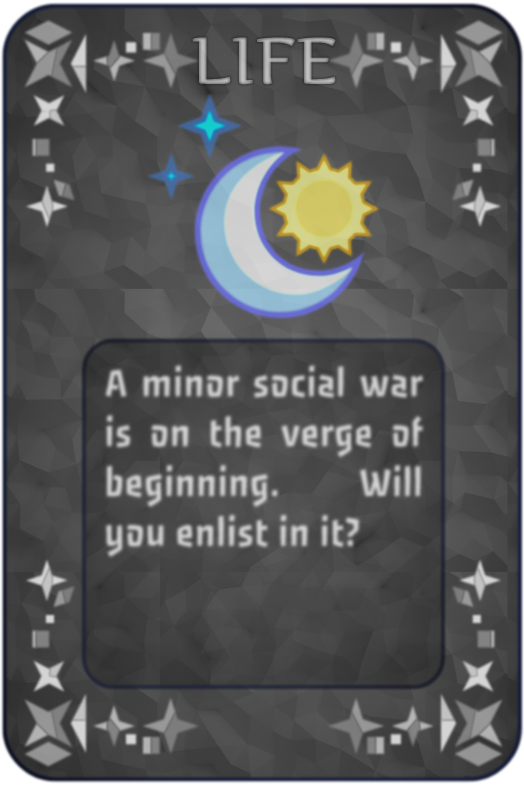 LIFE
A minor social war
is on the verge of
beginning. Will
you enlist in it?